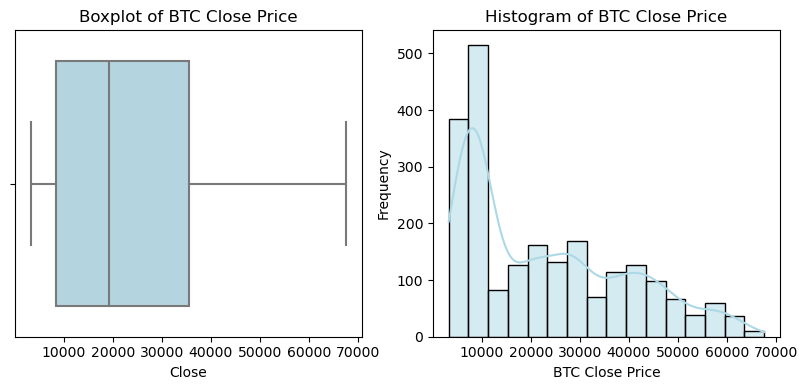 Boxplot of BTC Close Price
10000 20000 30000 40000 50000 60000 70000
Close
Histogram of BTC Close Price
500
400
300
200
100
0
Frequency
10000 20000 30000 40000 50000 60000 70000
BTC Close Price